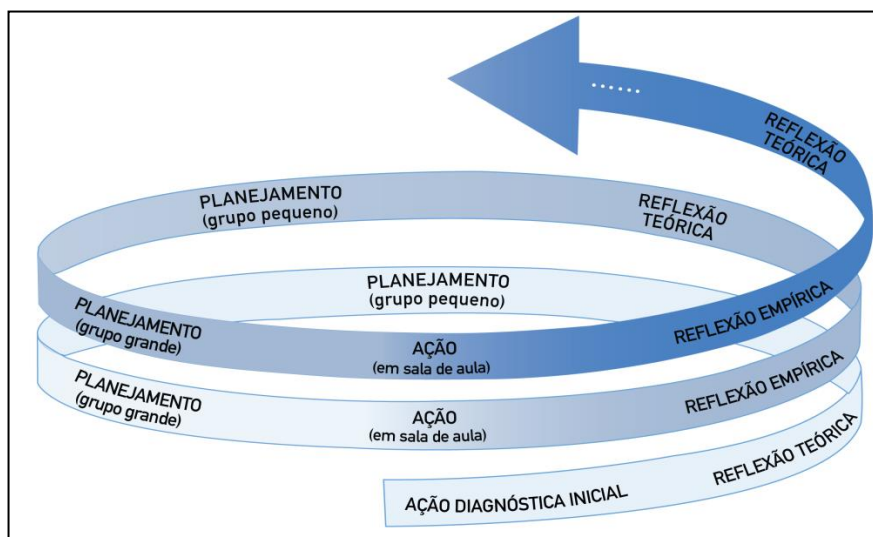 REFLEXÃO
TEÓRICA
PLANEJAMENTO
(grupo pequeno)
REFLEXÃO
TEÓRICA
PLANEJAMENTO
(grupo pequeno)
PLANEJAMENTO
(grupo grande)
AÇÃO
(em sala de aula)
REFLEXÃO EMPÍRICA
PLANEJAMENTO
(grupo grande)
AÇÃO
(em sala de aula)
REFLEXÃO EMPÍRICA
AÇÃO DIAGNÓSTICA INICIAL
REFLEXÃO TEÓRICA